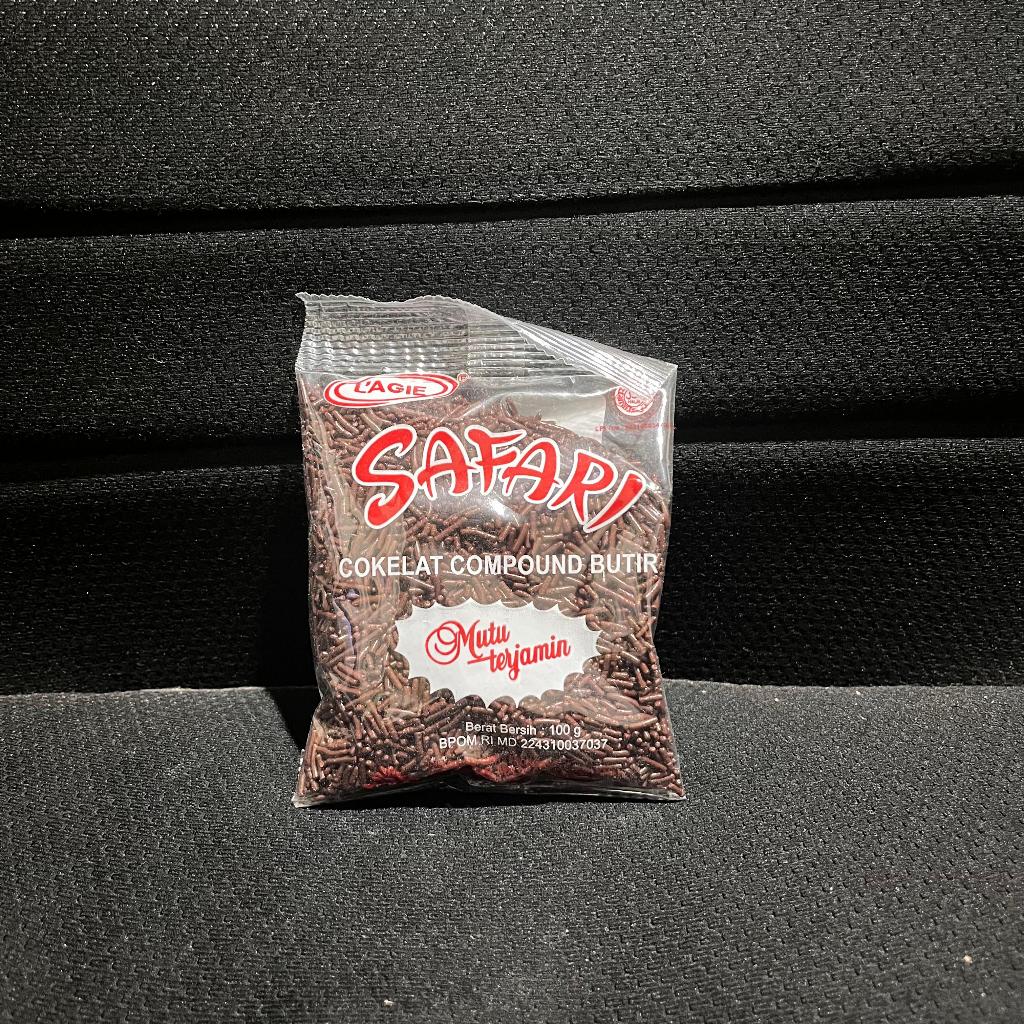 L'AGIE
SAFARI
COKELAT COMPOUND BUTIR
Mutu
terjamin
Berat Bersih : 100 g
BPOM RI MD 224310037037